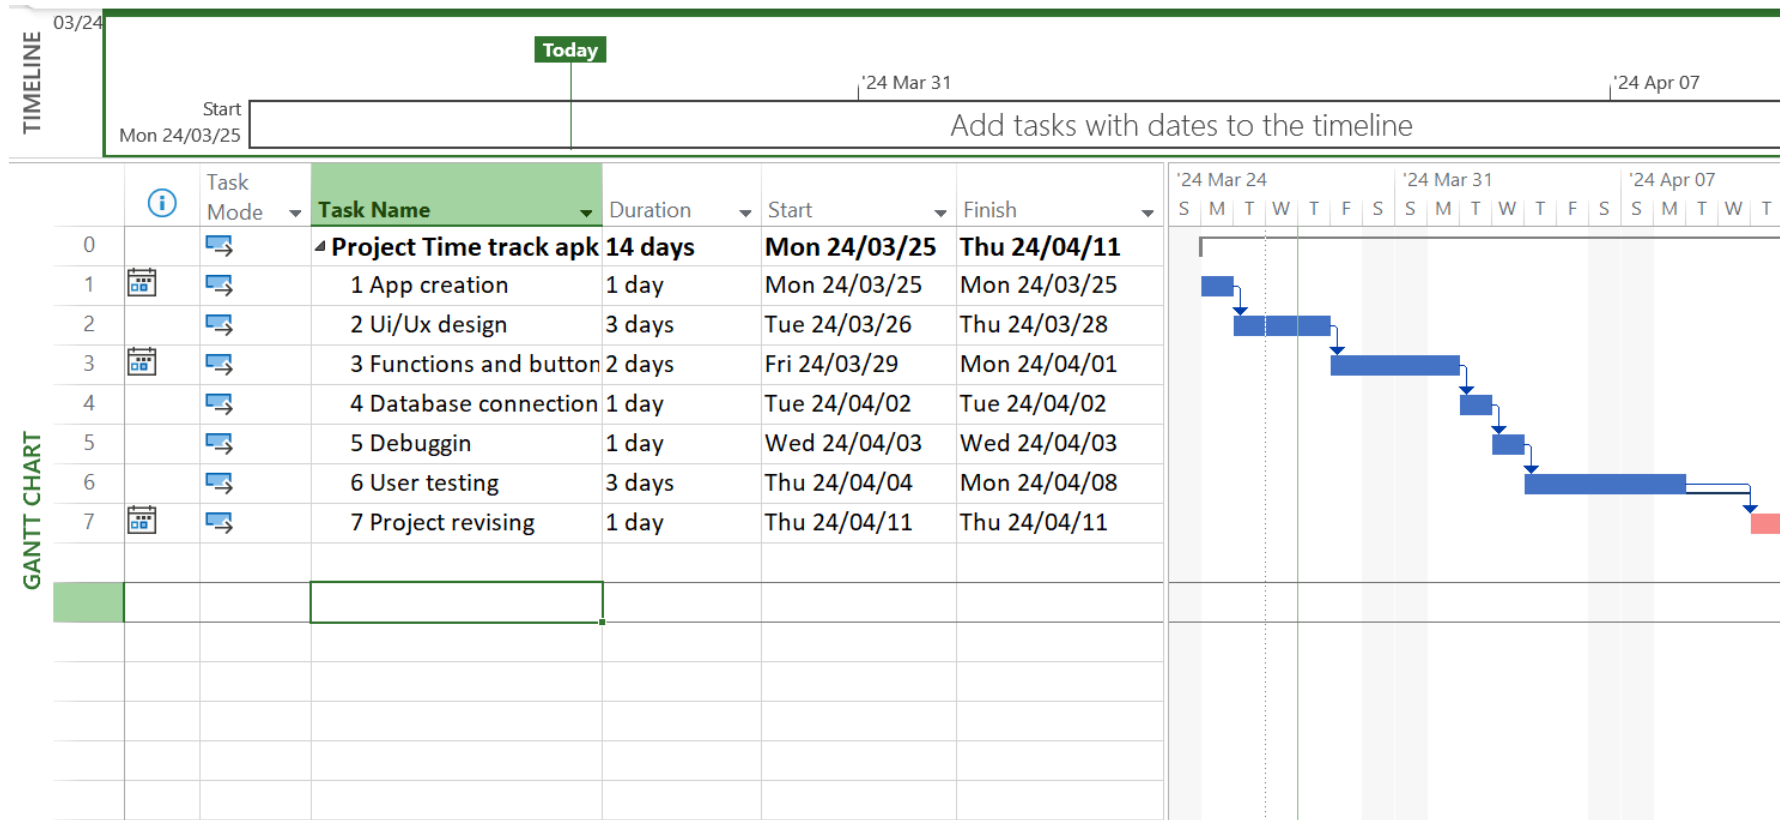 03/24
TIMELINE
Today
'24 Mar 31
'24 Apr 07
Start
Mon 24/03/25
Add tasks with dates to the timeline
Task Mode Task Name Duration Start Finish
'24 Mar 24 '24 Mar 31 '24 Apr 07
S M T W T F S S M T W T F S S M T W T
0 Project Time track apk 14 days Mon 24/03/25 Thu 24/04/11
1 1 App creation 1 day Mon 24/03/25 Mon 24/03/25
2 2 Ui/Ux design 3 days Tue 24/03/26 Thu 24/03/28
3 3 Functions and button 2 days Fri 24/03/29 Mon 24/04/01
4 4 Database connection 1 day Tue 24/04/02 Tue 24/04/02
5 5 Debuggin 1 day Wed 24/04/03 Wed 24/04/03
6 6 User testing 3 days Thu 24/04/04 Mon 24/04/08
7 7 Project revising 1 day Thu 24/04/11 Thu 24/04/11
GANTT CHART